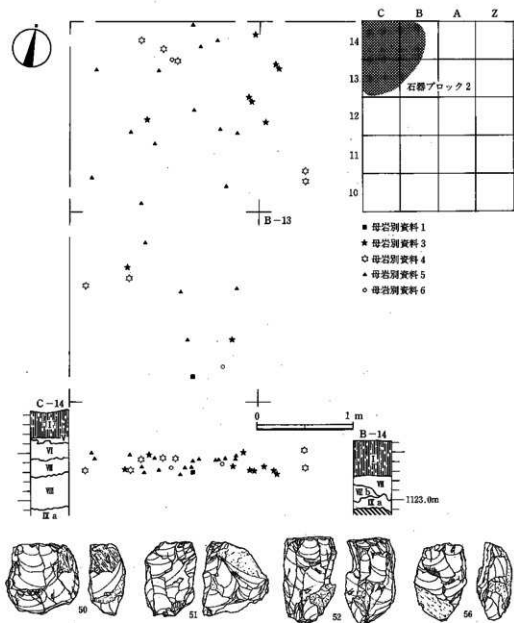 C B A Z
14
13
12
11
10
石器ブロック2
B-13
■ 母岩別資料1
★ 母岩別資料3
✡ 母岩別資料4
▲ 母岩別資料5
○ 母岩別資料6
0 1 m
C-14
I
VI
VII
VIII
IX a
B-14
I
VII
VII b
IX a
1123.0m
50 51 52 56